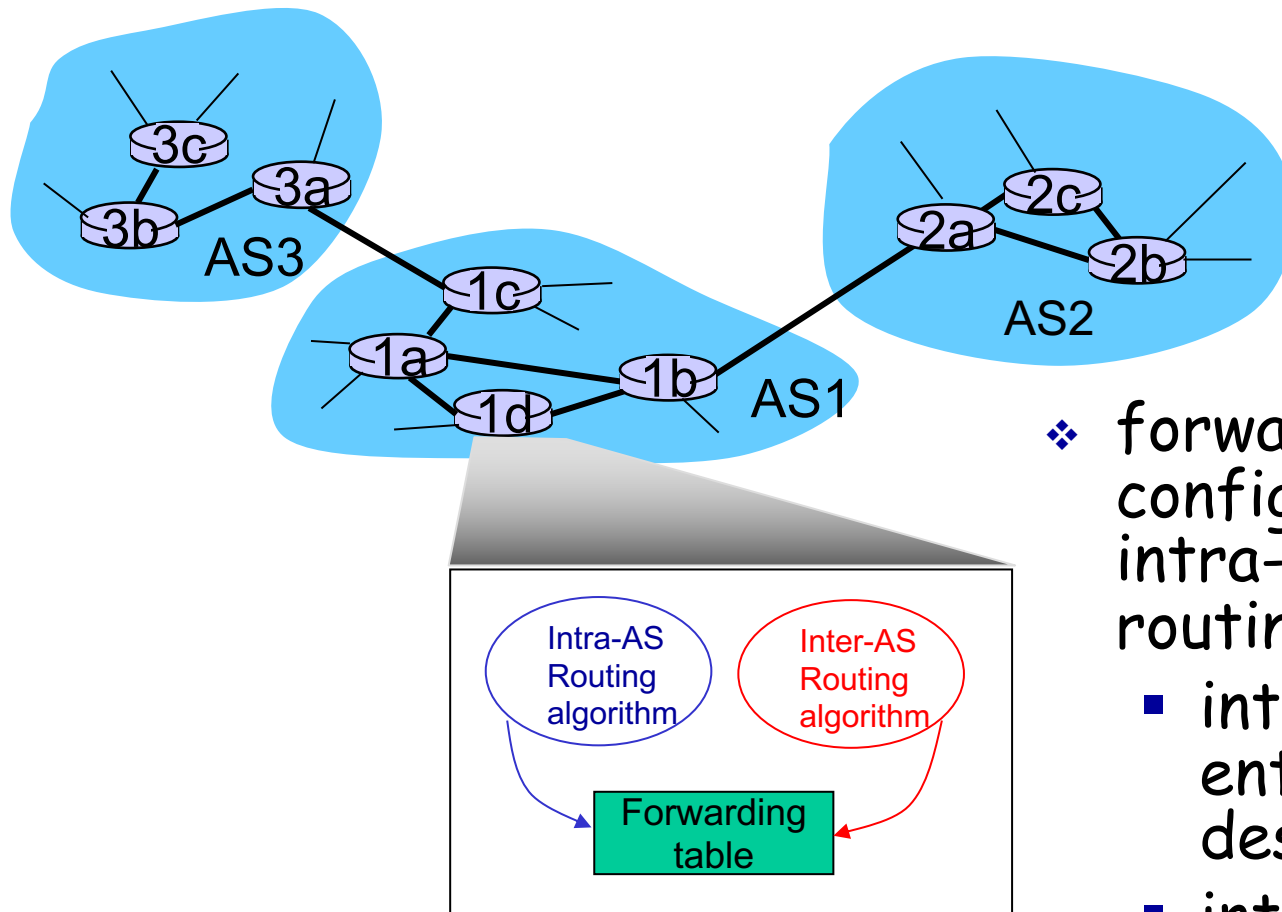 3c
3a
3b
AS3
2c
2a
2b
AS2
1c
1a
1b
1d
AS1
Intra-AS
Routing
algorithm
Inter-AS
Routing
algorithm
Forwarding
table